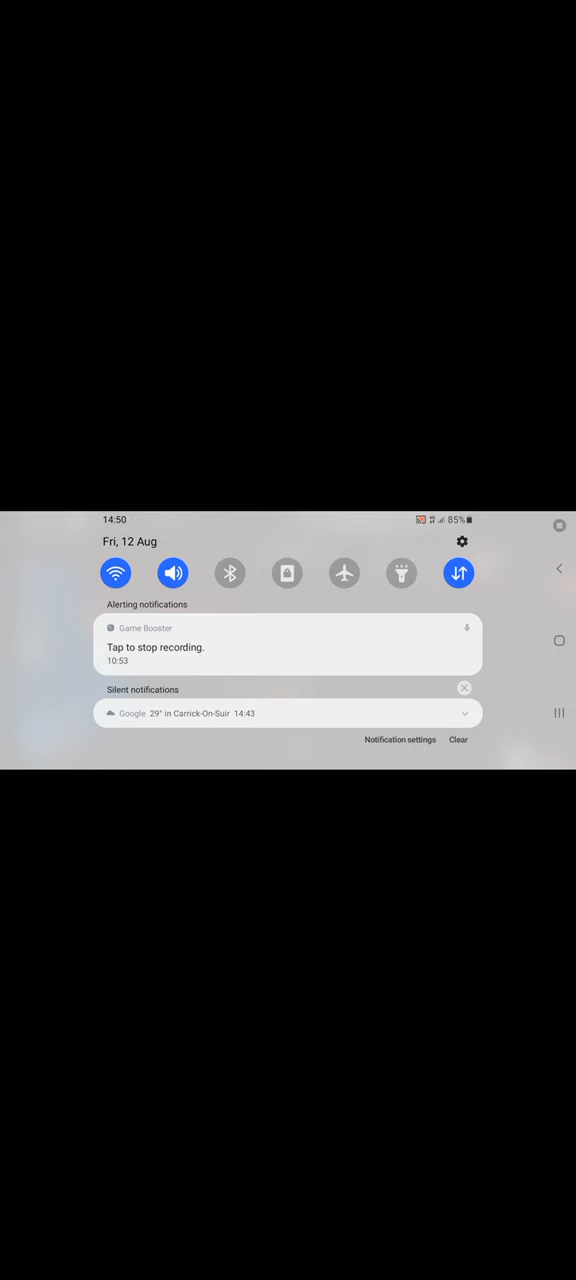 14:50 85%
Fri, 12 Aug
Alerting notifications
Game Booster
Tap to stop recording.
10:53
Silent notifications
Google 29° in Carrick-On-Suir 14:43
Notification settings Clear